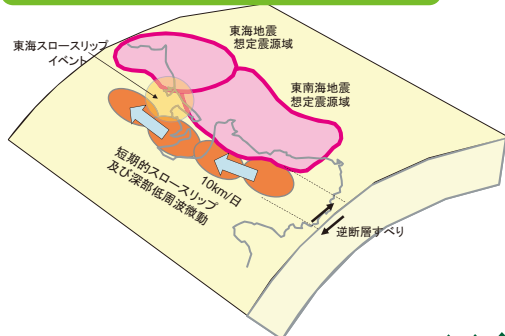 東海地震
想定震源域
東海スロースリップ
イベント
東南海地震
想定震源域
短期的スロースリップ
及び深部低周波微動
10km/日
逆断層すべり